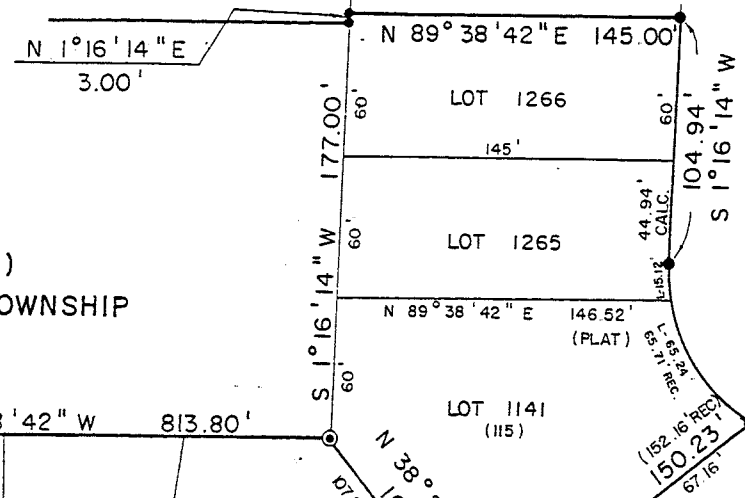 N 1°16'14"E
3.00'
N 89°38'42"E 145.00'
LOT 1266
60'
177.00'
60'
104.94'
S 1°16'14" W
145'
44.94'
CALC.
60'
LOT 1265
S 1°16'14" W
)
OWNSHIP
L-15.12'
N 89°38'42" E 146.52'
(PLAT)
L- 65.24'
65.71' REC.
60'
LOT 1141
(115)
'42" W 813.80'
N 38°
107
(152.16' REC)
150.23'
67.16'